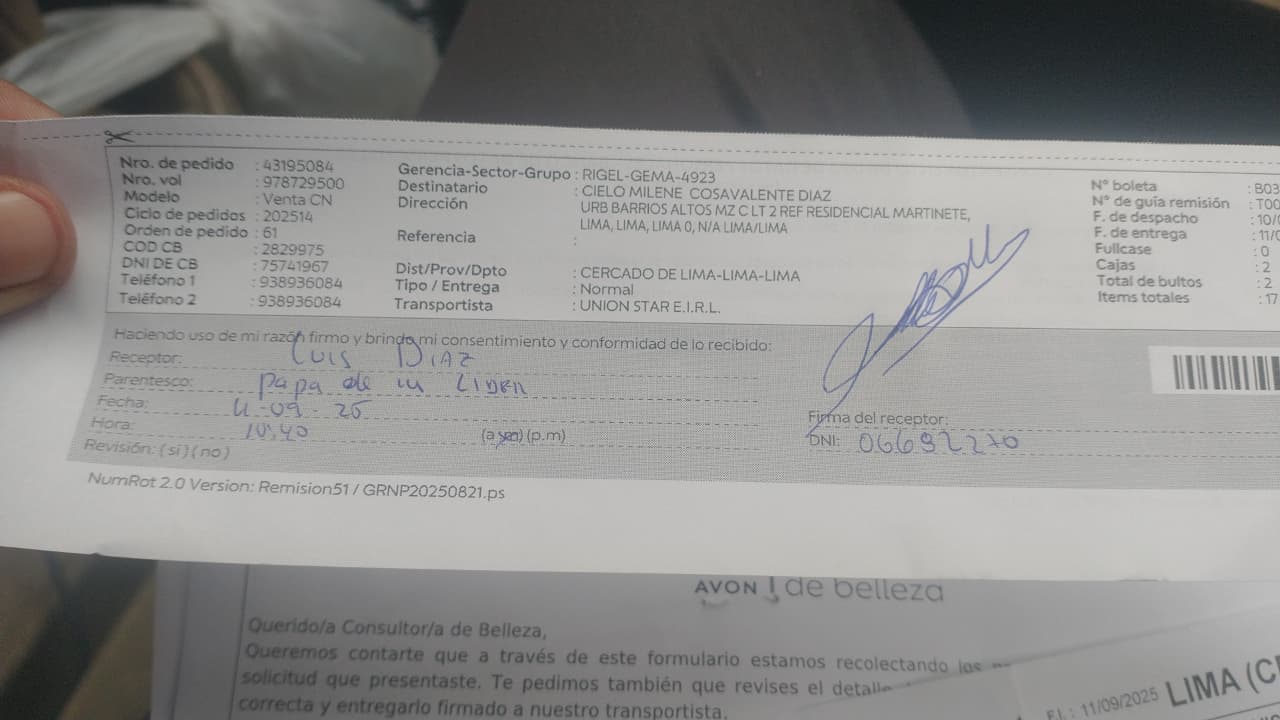 Nro. de pedido : 43195084
Nro. vol : 978729500
Modelo : Venta CN
Ciclo de pedidos : 202514
Orden de pedido : 61
COD CB : 2829975
DNI DE CB : 75741967
Teléfono 1 : 938936084
Teléfono 2 : 938936084
Gerencia-Sector-Grupo : RIGEL-GEMA-4923
Destinatario : CIELO MILENE COSAVALENTE DIAZ
Dirección : URB BARRIOS ALTOS MZ C LT 2 REF RESIDENCIAL MARTINETE,
LIMA, LIMA, LIMA 0, N/A LIMA/LIMA
Referencia :
Dist/Prov/Dpto : CERCADO DE LIMA-LIMA-LIMA
Tipo / Entrega : Normal
Transportista : UNION STAR E.I.R.L.
N° boleta : B03
N° de guía remisión : T00
F. de despacho : 10/
F. de entrega : 11/0
Fullcase : 0
Cajas : 2
Total de bultos : 2
Items totales : 17
Haciendo uso de mi razón firmo y brindo mi consentimiento y conformidad de lo recibido:
Receptor: LUIS DIAZ
Parentesco: papa de la LIDER
Fecha: 11-09-25
Hora: 10:40 (a.m) (p.m)
Revisión: (si) (no)
Firma del receptor:
DNI: 06692270
NumRot 2.0 Version: Remision51 / GRNP20250821.ps
AVON de belleza
Querido/a Consultor/a de Belleza,
Queremos contarte que a través de este formulario estamos recolectando los
solicitud que presentaste. Te pedimos también que revises el detalle
correcta y entregarlo firmado a nuestro transportista.
F.I.: 11/09/2025 LIMA (C